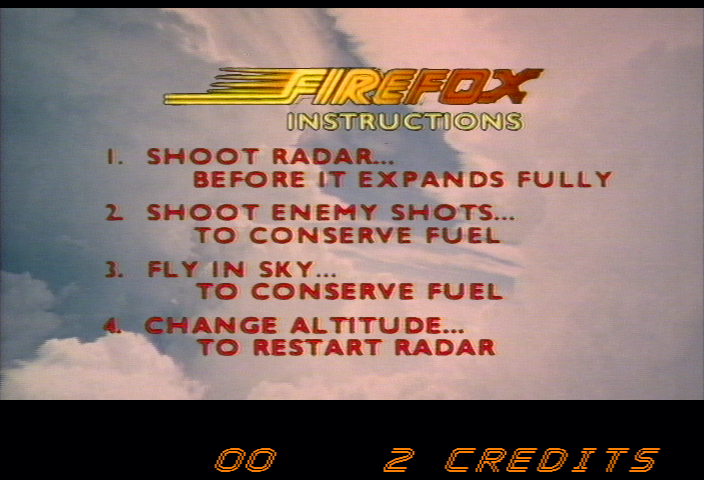 FIREFOX
INSTRUCTIONS
1. SHOOT RADAR...
BEFORE IT EXPANDS FULLY
2. SHOOT ENEMY SHOTS...
TO CONSERVE FUEL
3. FLY IN SKY...
TO CONSERVE FUEL
4. CHANGE ALTITUDE...
TO RESTART RADAR
00 2 CREDITS